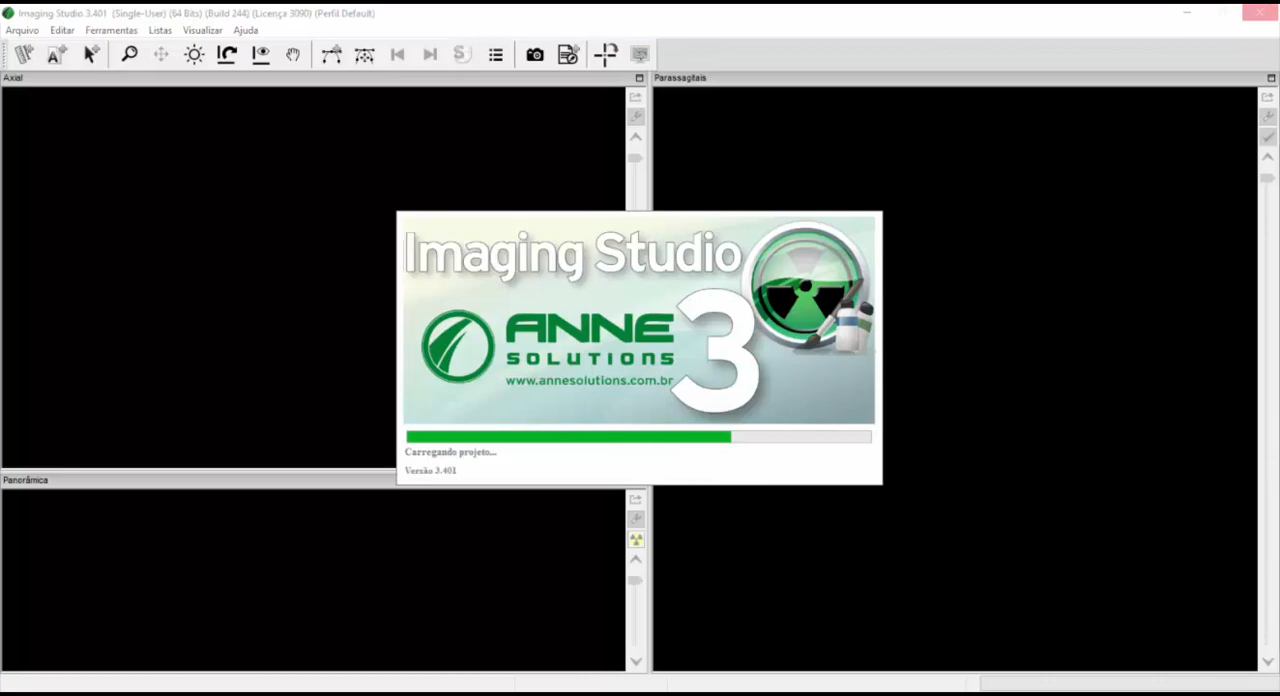 Imaging Studio 3.401 (Single-User) (64 Bits) (Build 244) (Licença 3090) (Perfil Default)
Arquivo Editar Ferramentas Listas Visualizar Ajuda
Axial
Parassagitais
Imaging Studio
3
ANNE
SOLUTIONS
www.annesolutions.com.br
Carregando projeto...
Versão 3.401
Panorâmica